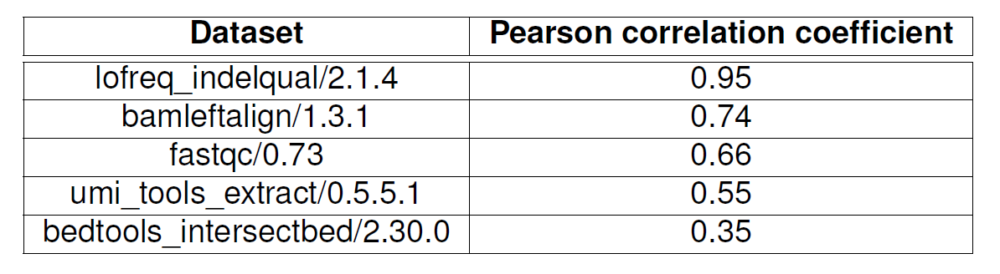 Dataset Pearson correlation coefficient
lofreq_indelqual/2.1.4 0.95
bamleftalign/1.3.1 0.74
fastqc/0.73 0.66
umi_tools_extract/0.5.5.1 0.55
bedtools_intersectbed/2.30.0 0.35